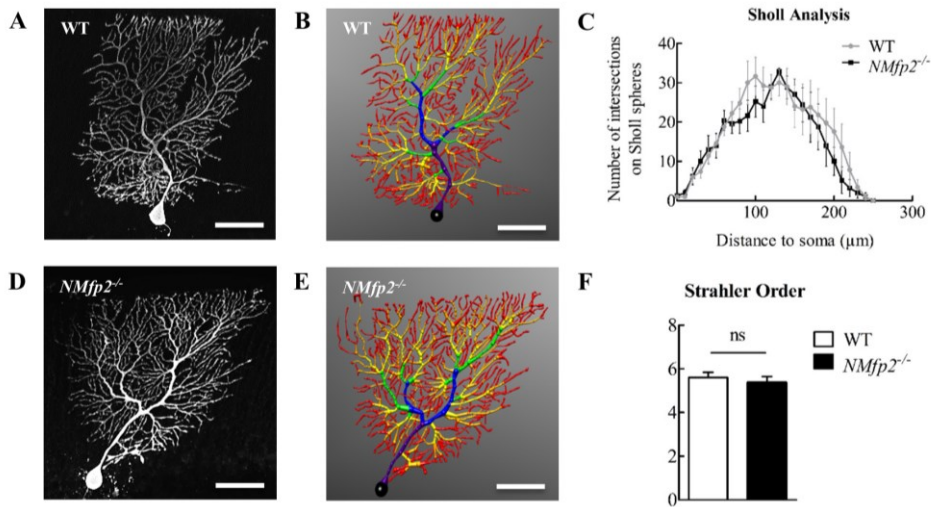 A
WT
B
WT
C
Sholl Analysis
Number of intersections
on Sholl spheres
40
30
20
10
0
100
200
300
Distance to soma (µm)
WT
NMfp2-/-
D
NMfp2-/-
E
NMfp2-/-
F
Strahler Order
8
6
4
2
0
ns
WT
NMfp2-/-